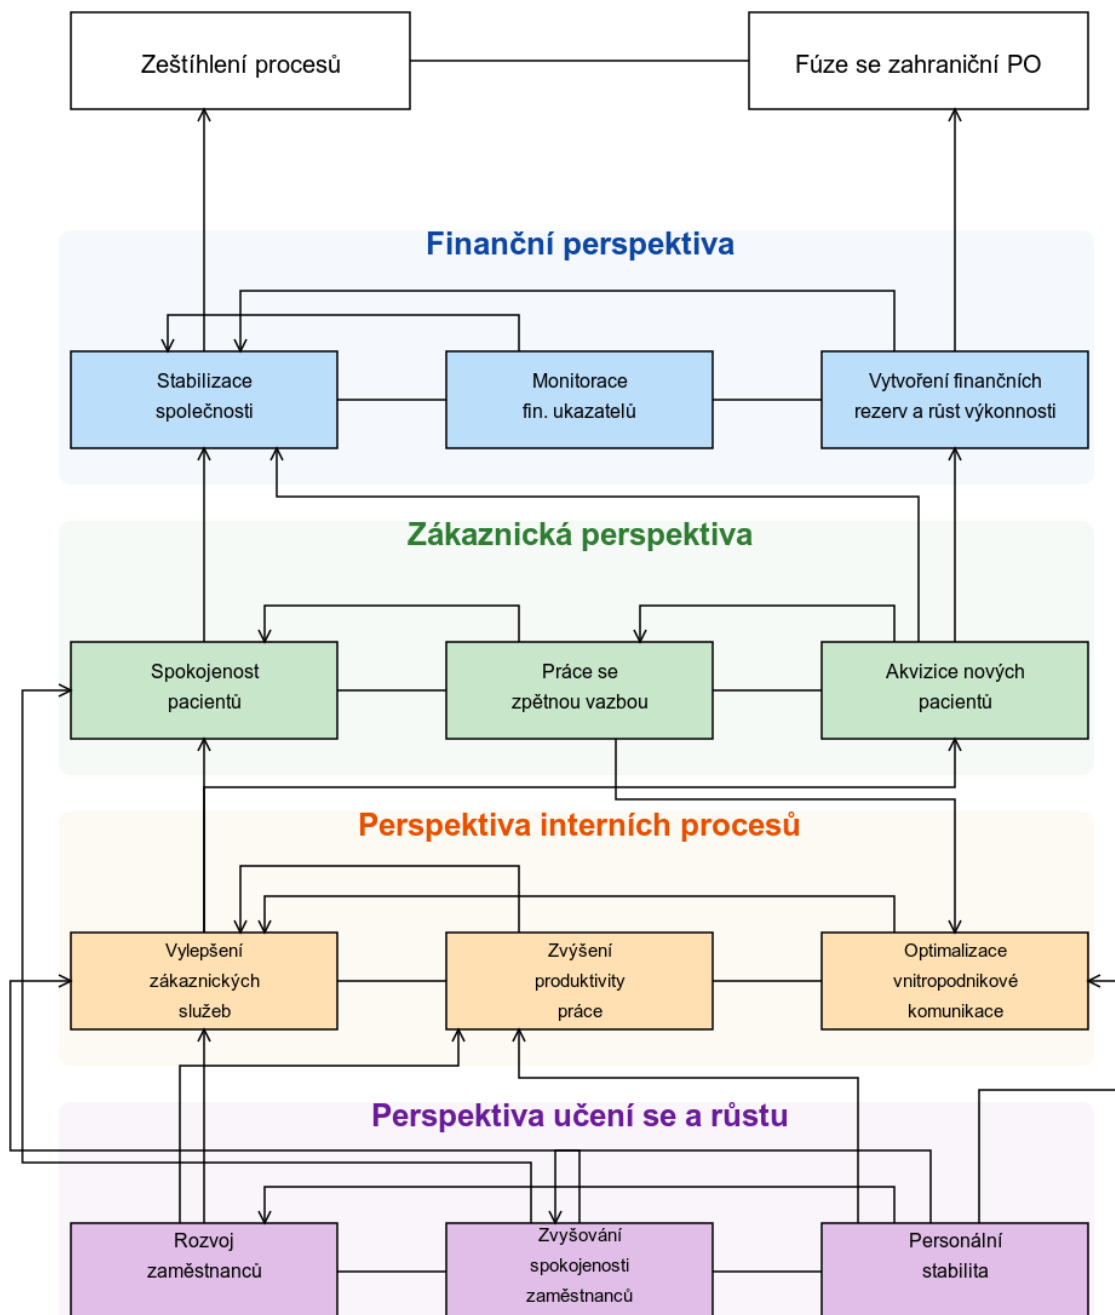 Zeštíhlení procesů
Fúze se zahraniční PO
Finanční perspektiva
Stabilizace
společnosti
Monitorace
fin. ukazatelů
Vytvoření finančních
rezerv a růst výkonnosti
Zákaznická perspektiva
Spokojenost
pacientů
Práce se
zpětnou vazbou
Akvizice nových
pacientů
Perspektiva interních procesů
Vylepšení
zákaznických
služeb
Zvýšení
produktivity
práce
Optimalizace
vnitropodnikové
komunikace
Perspektiva učení se a růstu
Rozvoj
zaměstnanců
Zvyšování
spokojenosti
zaměstnanců
Personální
stabilita